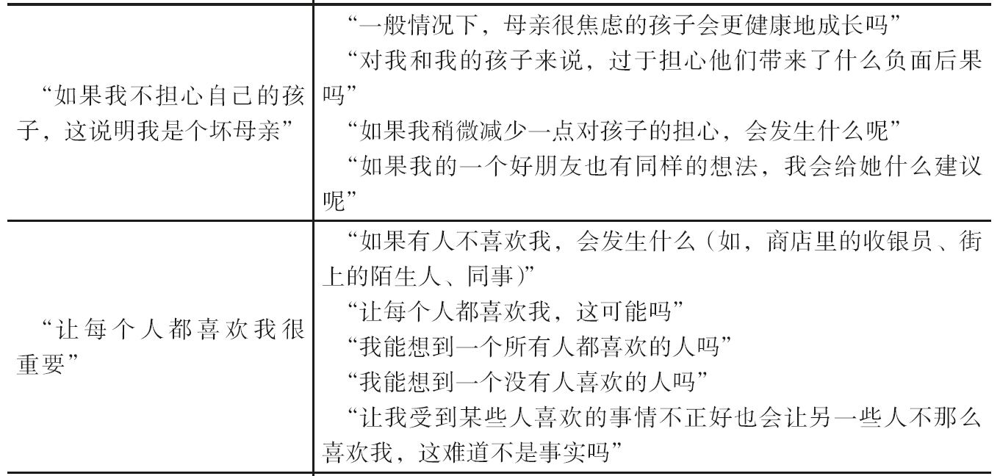 “如果我不担心自己的孩
子，这说明我是个坏母亲”
“一般情况下，母亲很焦虑的孩子会更健康地成长吗”
“对我和我的孩子来说，过于担心他们带来了什么负面后果
吗”
“如果我稍微减少一点对孩子的担心，会发生什么呢”
“如果我的一个好朋友也有同样的想法，我会给她什么建议
呢”
“让每个人都喜欢我很
重要”
“如果有人不喜欢我，会发生什么（如，商店里的收银员、街
上的陌生人、同事）”
“让每个人都喜欢我，这可能吗”
“我能想到一个所有人都喜欢的人吗”
“我能想到一个没有人喜欢的人吗”
“让我受到某些人喜欢的事情不正好也会让另一些人不那么
喜欢我，这难道不是事实吗”